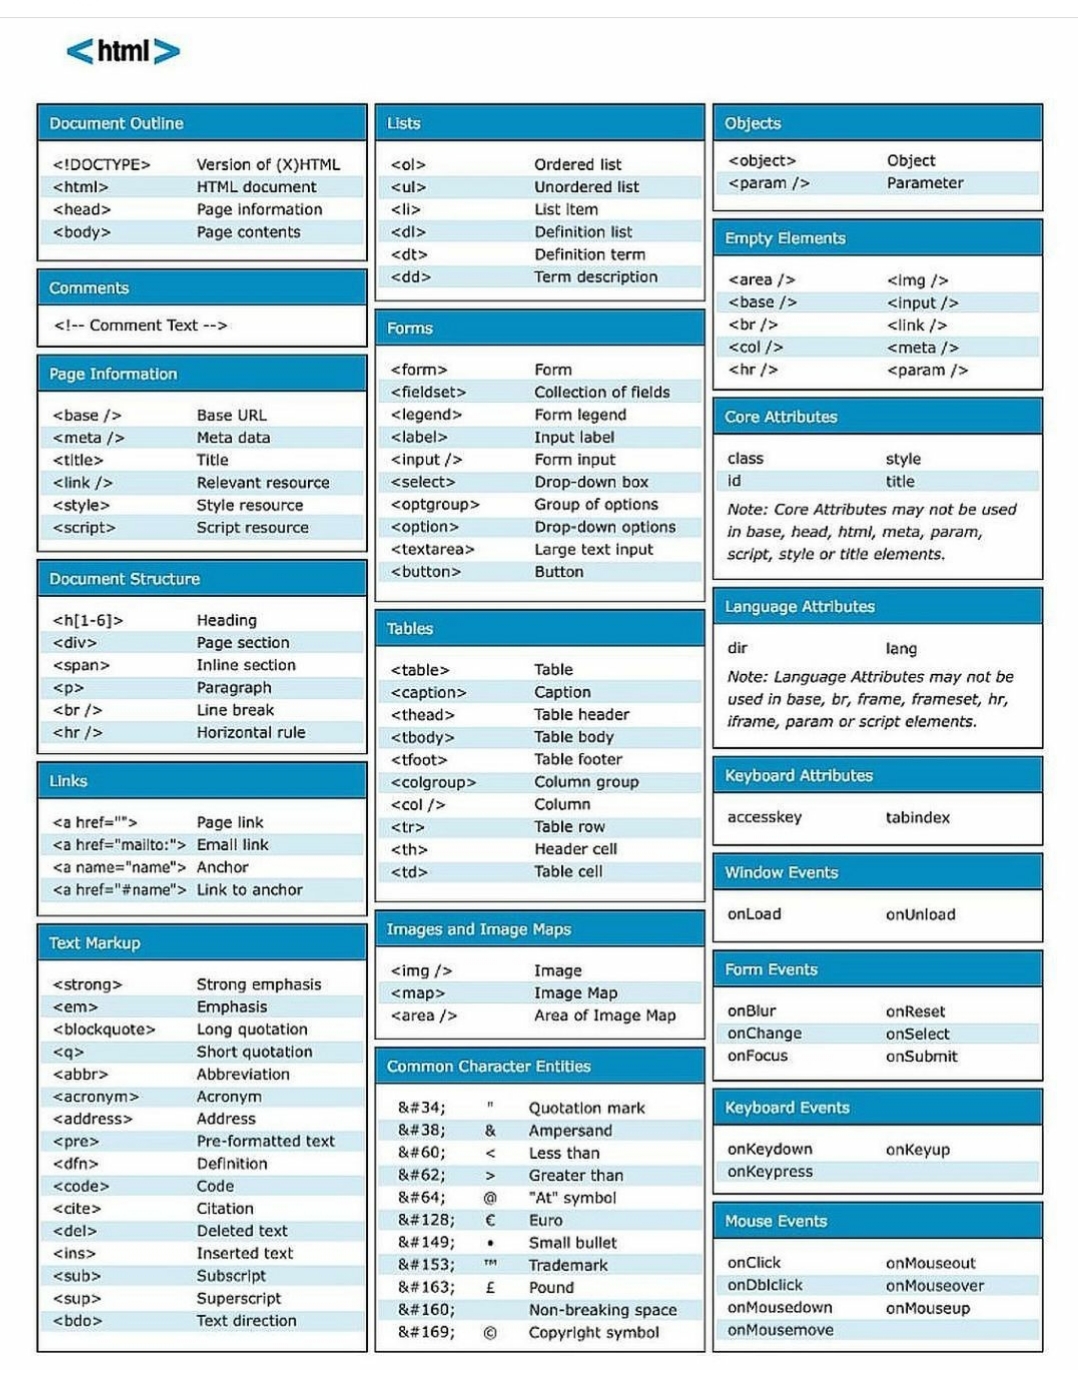 <html>
Document Outline
<!DOCTYPE> Version of (X)HTML
<html> HTML document
<head> Page information
<body> Page contents
Comments
<!-- Comment Text -->
Page Information
<base /> Base URL
<meta /> Meta data
<title> Title
<link /> Relevant resource
<style> Style resource
<script> Script resource
Document Structure
<h[1-6]> Heading
<div> Page section
<span> Inline section
<p> Paragraph
<br /> Line break
<hr /> Horizontal rule
Links
<a href=""> Page link
<a href="mailto:"> Email link
<a name="name"> Anchor
<a href="#name"> Link to anchor
Text Markup
<strong> Strong emphasis
<em> Emphasis
<blockquote> Long quotation
<q> Short quotation
<abbr> Abbreviation
<acronym> Acronym
<address> Address
<pre> Pre-formatted text
<dfn> Definition
<code> Code
<cite> Citation
<del> Deleted text
<ins> Inserted text
<sub> Subscript
<sup> Superscript
<bdo> Text direction
Lists
<ol> Ordered list
<ul> Unordered list
<li> List item
<dl> Definition list
<dt> Definition term
<dd> Term description
Forms
<form> Form
<fieldset> Collection of fields
<legend> Form legend
<label> Input label
<input /> Form input
<select> Drop-down box
<optgroup> Group of options
<option> Drop-down options
<textarea> Large text input
<button> Button
Tables
<table> Table
<caption> Caption
<thead> Table header
<tbody> Table body
<tfoot> Table footer
<colgroup> Column group
<col /> Column
<tr> Table row
<th> Header cell
<td> Table cell
Images and Image Maps
<img /> Image
<map> Image Map
<area /> Area of Image Map
Common Character Entities
&#34; " Quotation mark
&#38; & Ampersand
&#60; < Less than
&#62; > Greater than
&#64; @ "At" symbol
&#128; € Euro
&#149; • Small bullet
&#153; ™ Trademark
&#163; £ Pound
&#160; Non-breaking space
&#169; © Copyright symbol
Objects
<object> Object
<param /> Parameter
Empty Elements
<area /> <img />
<base /> <input />
<br /> <link />
<col /> <meta />
<hr /> <param />
Core Attributes
class style
id title
Note: Core Attributes may not be used
in base, head, html, meta, param,
script, style or title elements.
Language Attributes
dir lang
Note: Language Attributes may not be
used in base, br, frame, frameset, hr,
iframe, param or script elements.
Keyboard Attributes
accesskey tabindex
Window Events
onLoad onUnload
Form Events
onBlur onReset
onChange onSelect
onFocus onSubmit
Keyboard Events
onKeydown onKeyup
onKeypress
Mouse Events
onClick onMouseout
onDblclick onMouseover
onMousedown onMouseup
onMousemove